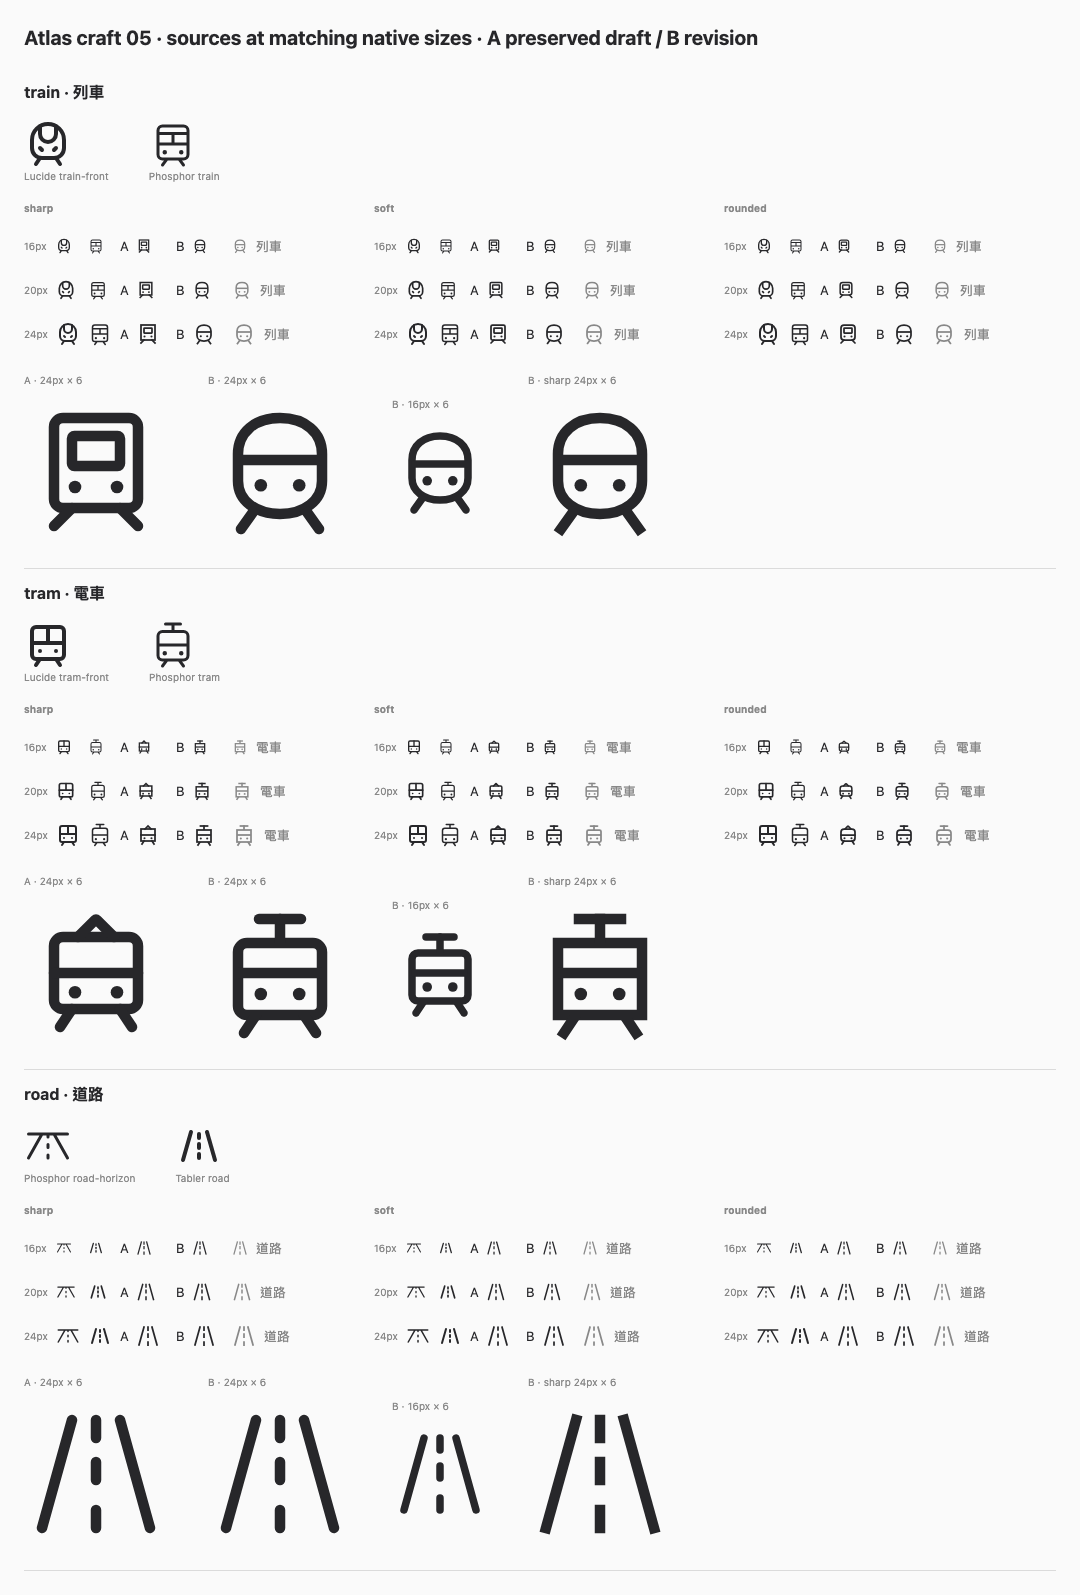 Atlas craft 05 · sources at matching native sizes · A preserved draft / B revision
train · 列車
Lucide train-front Phosphor train
sharp soft rounded
16px A B 列車 16px A B 列車 16px A B 列車
20px A B 列車 20px A B 列車 20px A B 列車
24px A B 列車 24px A B 列車 24px A B 列車
A · 24px × 6 B · 24px × 6 B · sharp 24px × 6
B · 16px × 6
tram · 電車
Lucide tram-front Phosphor tram
sharp soft rounded
16px A B 電車 16px A B 電車 16px A B 電車
20px A B 電車 20px A B 電車 20px A B 電車
24px A B 電車 24px A B 電車 24px A B 電車
A · 24px × 6 B · 24px × 6 B · sharp 24px × 6
B · 16px × 6
road · 道路
Phosphor road-horizon Tabler road
sharp soft rounded
16px A B 道路 16px A B 道路 16px A B 道路
20px A B 道路 20px A B 道路 20px A B 道路
24px A B 道路 24px A B 道路 24px A B 道路
A · 24px × 6 B · 24px × 6 B · sharp 24px × 6
B · 16px × 6